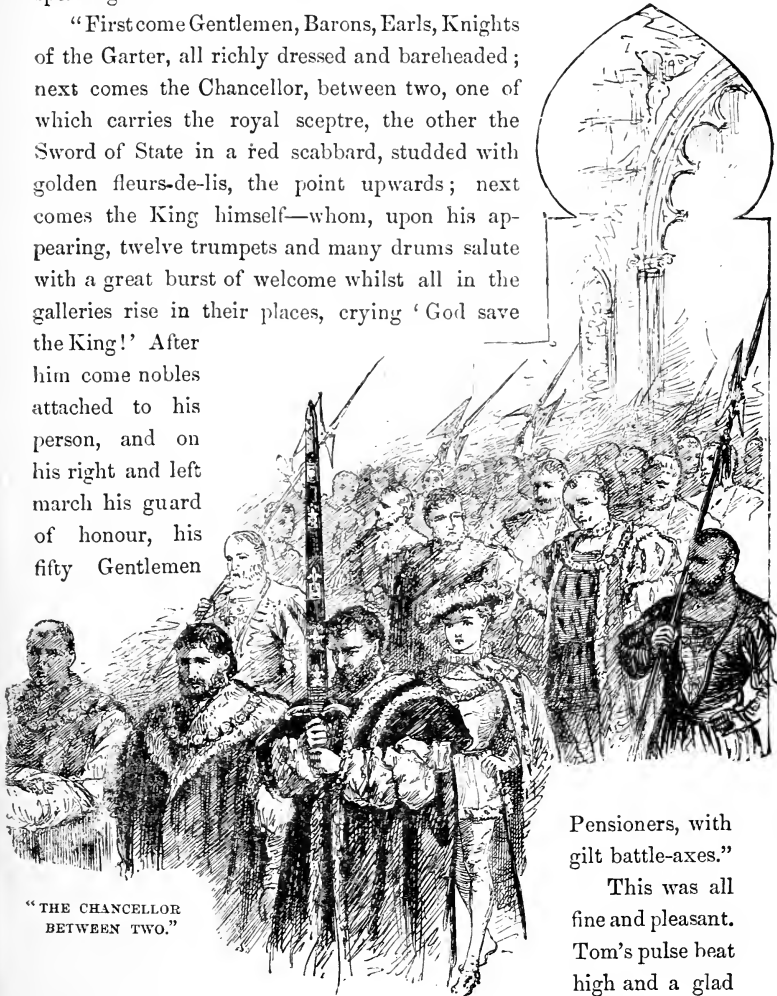 "First come Gentlemen, Barons, Earls, Knights
of the Garter, all richly dressed and bareheaded;
next comes the Chancellor, between two, one of
which carries the royal sceptre, the other the
Sword of State in a red scabbard, studded with
golden fleurs-de-lis, the point upwards; next
comes the King himself—whom, upon his ap-
pearing, twelve trumpets and many drums salute
with a great burst of welcome whilst all in the
galleries rise in their places, crying 'God save
the King!' After
him come nobles
attached to his
person, and on
his right and left
march his guard
of honour, his
fifty Gentlemen
Pensioners, with
gilt battle-axes."
This was all
fine and pleasant.
Tom's pulse beat
high and a glad
"THE CHANCELLOR
BETWEEN TWO."